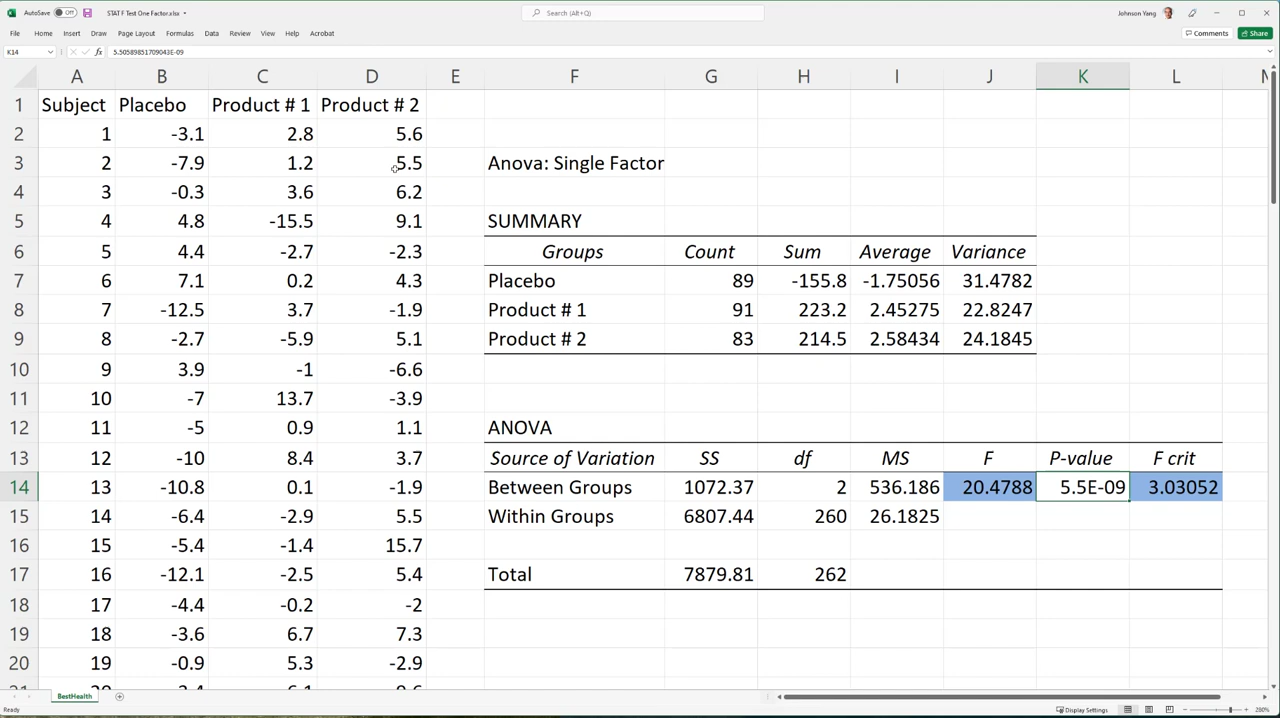 AutoSave Off STAT F Test One Factor.xlsx Search (Alt+Q) Johnson Yang
File Home Insert Draw Page Layout Formulas Data Review View Help Acrobat Comments Share
K14 fx 5.50589851709043E-09
A B C D E F G H I J K L M
1 Subject Placebo Product # 1 Product # 2
2 1 -3.1 2.8 5.6
3 2 -7.9 1.2 5.5 Anova: Single Factor
4 3 -0.3 3.6 6.2
5 4 4.8 -15.5 9.1 SUMMARY
6 5 4.4 -2.7 -2.3 Groups Count Sum Average Variance
7 6 7.1 0.2 4.3 Placebo 89 -155.8 -1.75056 31.4782
8 7 -12.5 3.7 -1.9 Product # 1 91 223.2 2.45275 22.8247
9 8 -2.7 -5.9 5.1 Product # 2 83 214.5 2.58434 24.1845
10 9 3.9 -1 -6.6
11 10 -7 13.7 -3.9
12 11 -5 0.9 1.1 ANOVA
13 12 -10 8.4 3.7 Source of Variation SS df MS F P-value F crit
14 13 -10.8 0.1 -1.9 Between Groups 1072.37 2 536.186 20.4788 5.5E-09 3.03052
15 14 -6.4 -2.9 5.5 Within Groups 6807.44 260 26.1825
16 15 -5.4 -1.4 15.7
17 16 -12.1 -2.5 5.4 Total 7879.81 262
18 17 -4.4 -0.2 -2
19 18 -3.6 6.7 7.3
20 19 -0.9 5.3 -2.9
BestHealth
Ready Display Settings 280%